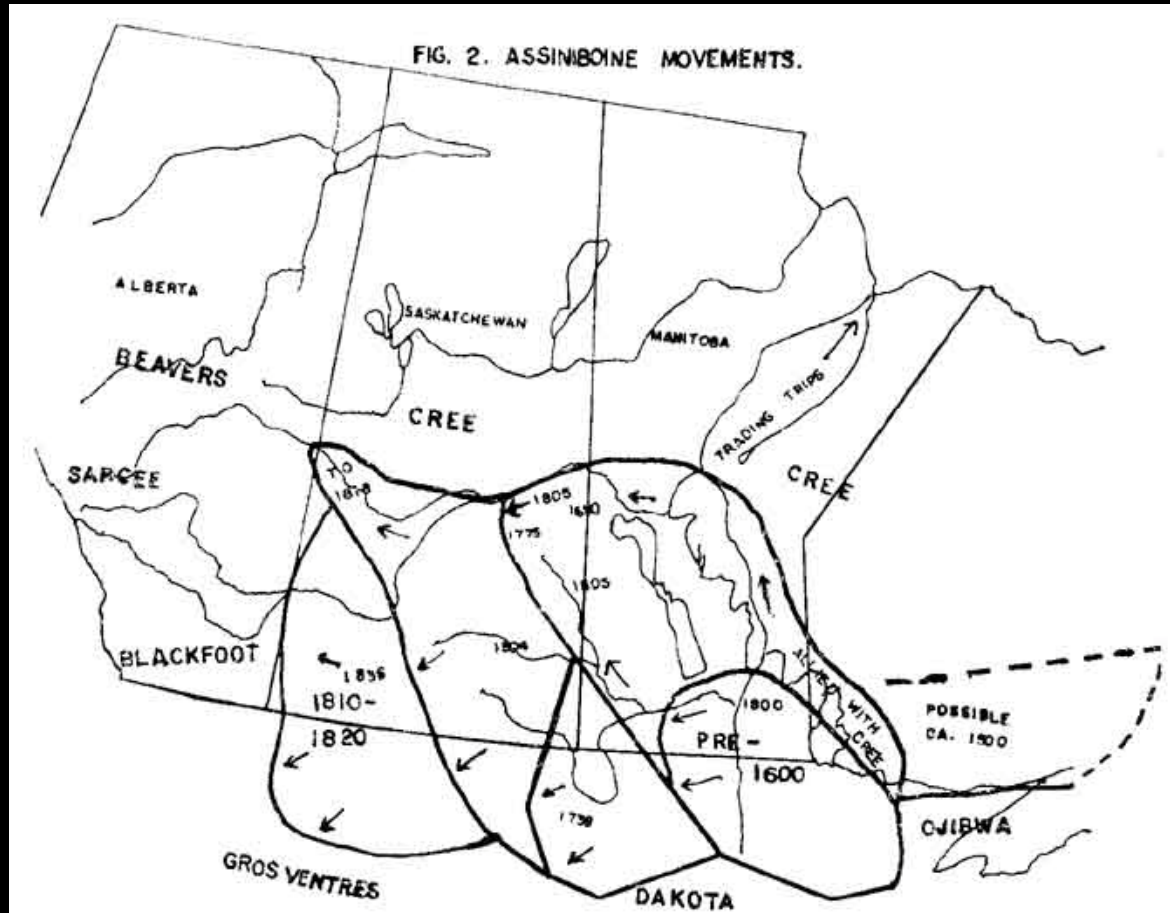 FIG. 2. ASSINIBOINE MOVEMENTS.
ALBERTA
SASKATCHEWAN
MANITOBA
BEAVERS
CREE
TRADING TRIPS
CREE
SARCEE
TO
1878
1805
1690
1775
1805
BLACKFOOT
1804
1836
1810-
1820
1800
ALLIED WITH CREE
POSSIBLE
CA. 1500
PRE-
1600
1738
OJIBWA
GROS VENTRES
DAKOTA